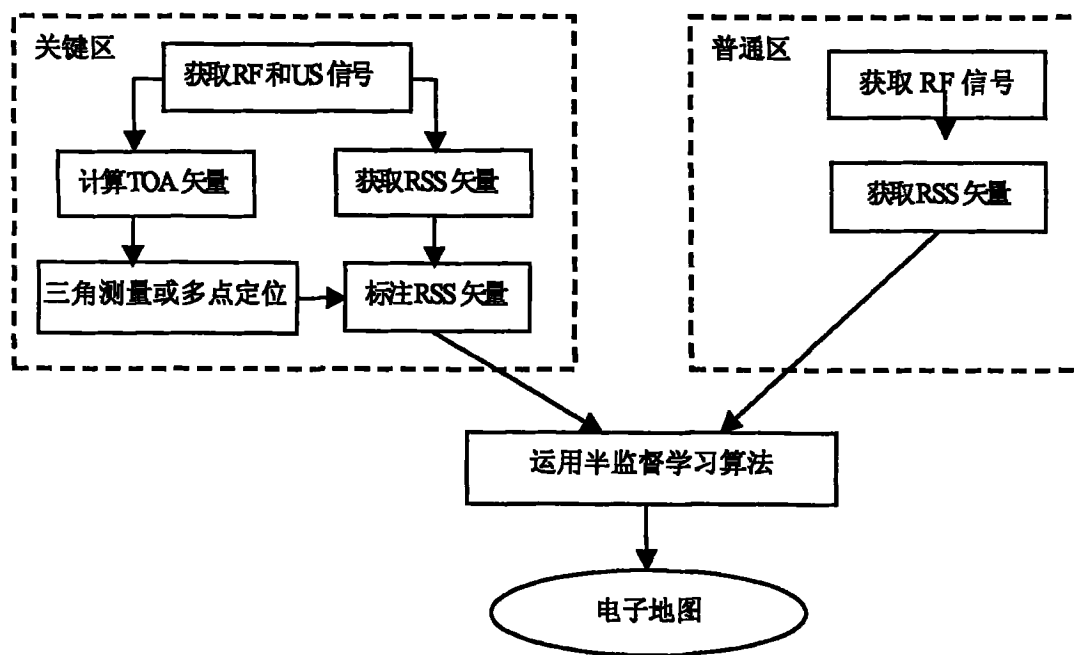 关键区
获取RF和US信号
计算TOA矢量
获取RSS矢量
三角测量或多点定位
标注RSS矢量
普通区
获取 RF 信号
获取RSS矢量
运用半监督学习算法
电子地图